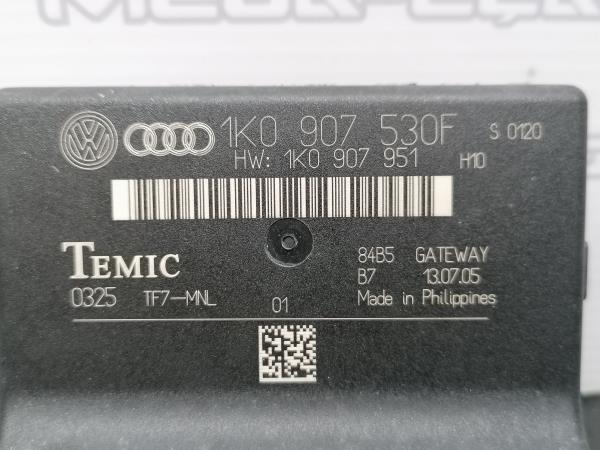 1K0 907 530F S 0120
HW: 1K0 907 951 H10
TEMIC
84B5 GATEWAY
B7 13.07.05
0325 TF7-MNL 01 Made in Philippines